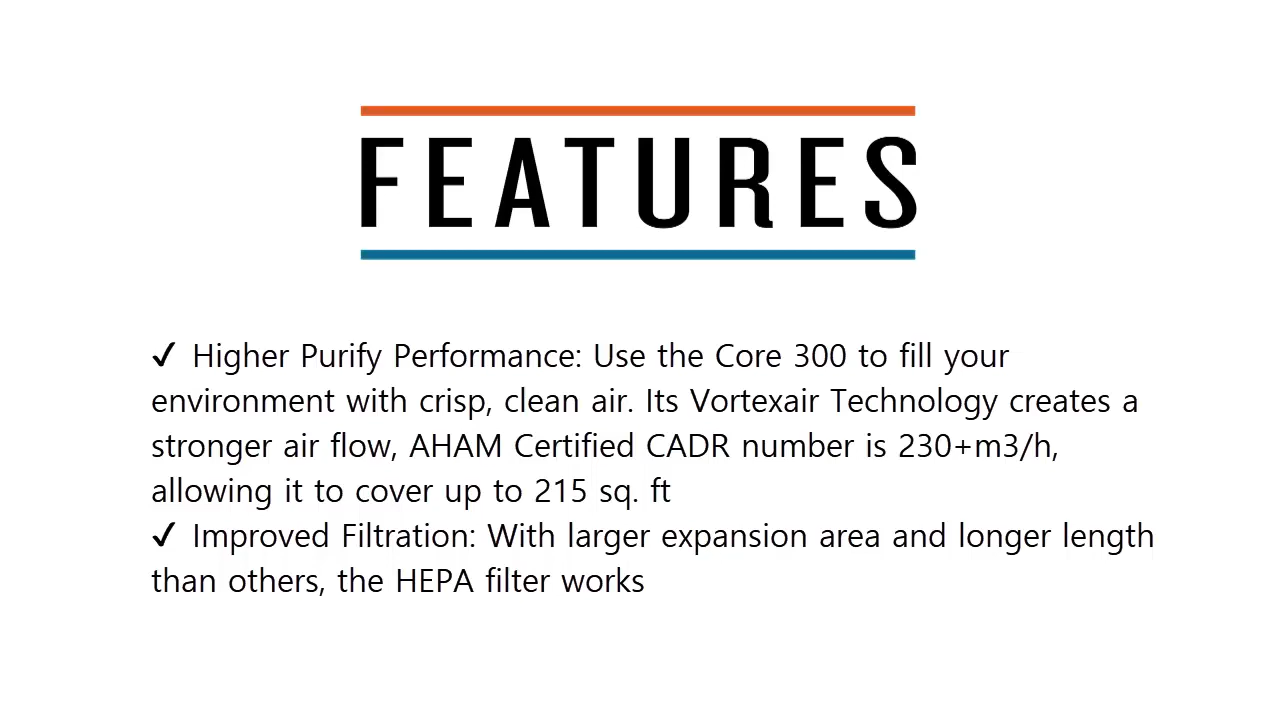 FEATURES
✔ Higher Purify Performance: Use the Core 300 to fill your
environment with crisp, clean air. Its Vortexair Technology creates a
stronger air flow, AHAM Certified CADR number is 230+m3/h,
allowing it to cover up to 215 sq. ft
✔ Improved Filtration: With larger expansion area and longer length
than others, the HEPA filter works